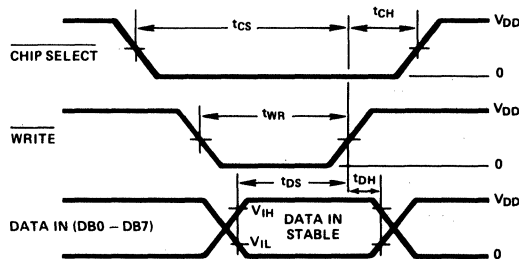 tCS
tCH
VDD
CHIP SELECT
0
tWR
VDD
WRITE
0
tDS
tDH
VDD
VIH
DATA IN (DB0 – DB7)
DATA IN
STABLE
VIL
0